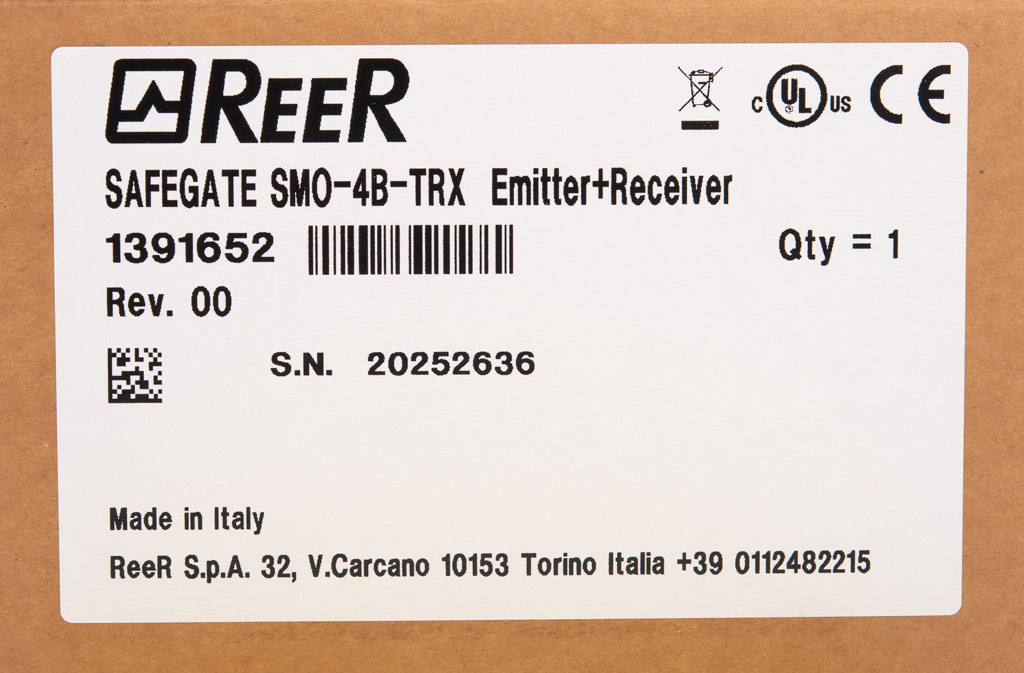 REER
C UL US CE
SAFEGATE SMO-4B-TRX Emitter+Receiver
1391652 Qty = 1
Rev. 00
S.N. 20252636
Made in Italy
ReeR S.p.A. 32, V.Carcano 10153 Torino Italia +39 0112482215